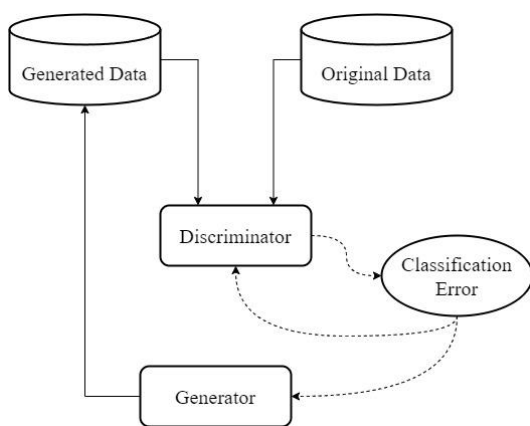 Generated Data
Original Data
Discriminator
Classification
Error
Generator